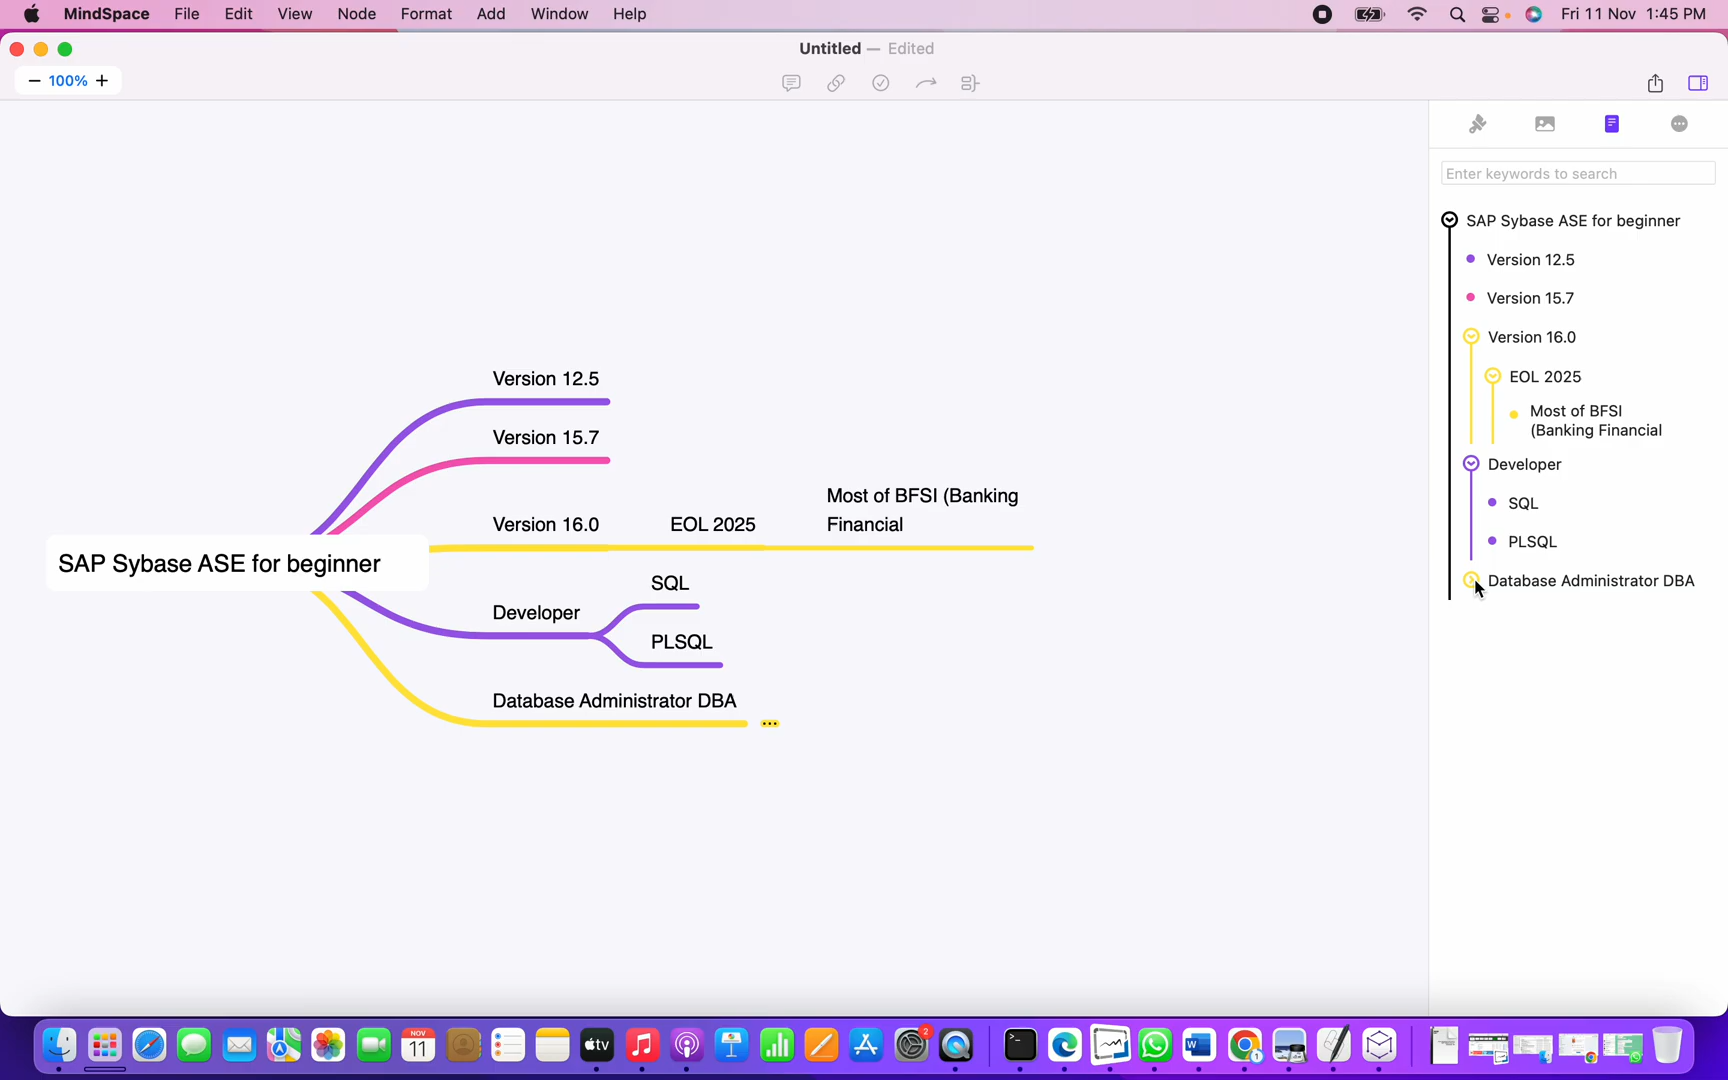 MindSpace File Edit View Node Format Add Window Help Fri 11 Nov 1:45 PM
Untitled — Edited
− 100% +
Enter keywords to search
SAP Sybase ASE for beginner
Version 12.5
Version 15.7
Version 16.0
EOL 2025
Most of BFSI
(Banking Financial
Developer
SQL
PLSQL
Database Administrator DBA
Version 12.5
Version 15.7
Version 16.0
EOL 2025
Most of BFSI (Banking
Financial
SAP Sybase ASE for beginner
Developer
SQL
PLSQL
Database Administrator DBA
NOV
11
tv
2
W
1